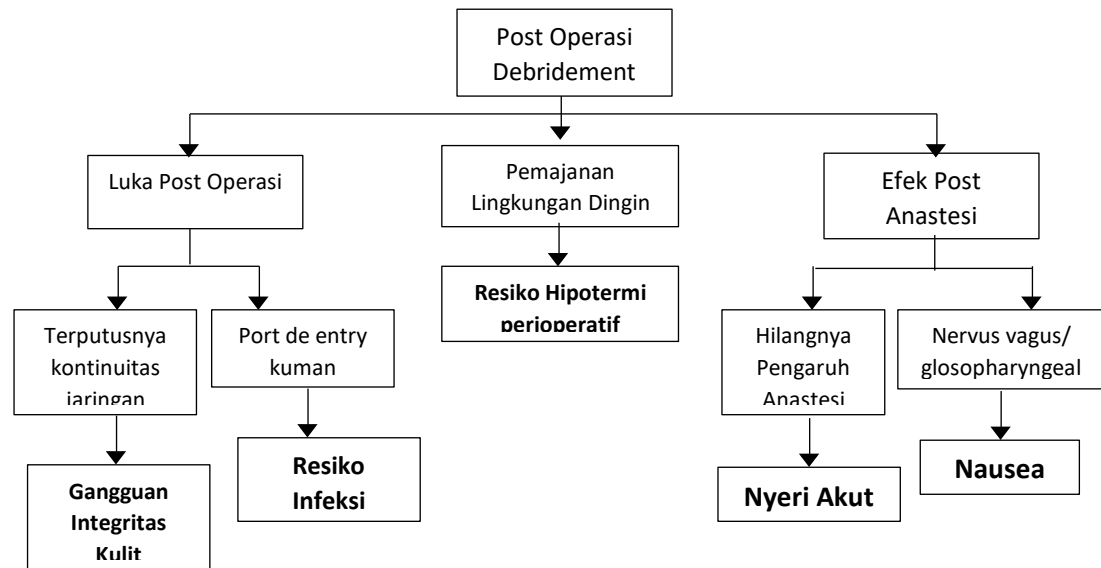 Post Operasi
Debridement
Luka Post Operasi
Pemajanan
Lingkungan Dingin
Efek Post
Anastesi
Resiko Hipotermi
perioperatif
Terputusnya
kontinuitas
jaringan
Port de entry
kuman
Hilangnya
Pengaruh
Anastesi
Nervus vagus/
glosopharyngeal
Gangguan
Integritas
Kulit
Resiko
Infeksi
Nyeri Akut
Nausea